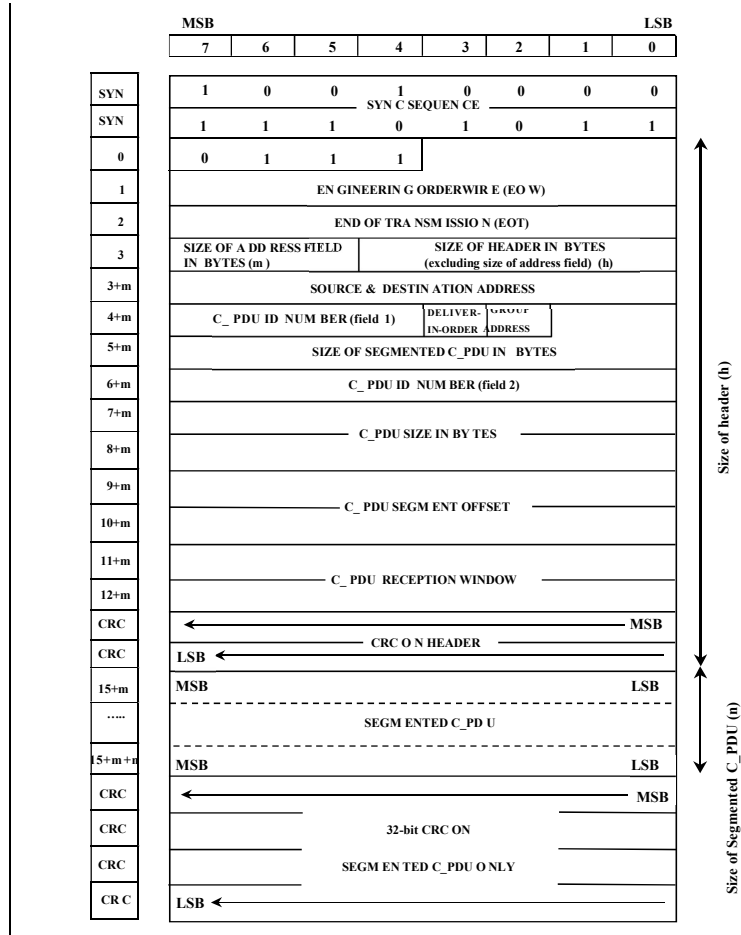 MSB LSB
7 6 5 4 3 2 1 0
SYN 1 0 0 1 0 0 0 0
SYN C SEQUEN CE
SYN 1 1 1 0 1 0 1 1
0 0 1 1 1
1 EN GINEERIN G ORDERWIR E (EO W)
2 END OF TRA NSM ISSIO N (EOT)
3 SIZE OF A DD RESS FIELD SIZE OF HEADER IN BYTES
IN BYTES (m ) (excluding size of address field) (h)
3+m SOURCE & DESTIN ATION ADDRESS
4+m C_ PDU ID NUM BER (field 1) DELIVER- GROUP
IN-ORDER ADDRESS
5+m SIZE OF SEGMENTED C_PDU IN BYTES
6+m C_ PDU ID NUM BER (field 2)
7+m
C_PDU SIZE IN BY TES
8+m
9+m
C_ PDU SEGM ENT OFFSET
10+m
11+m
C_ PDU RECEPTION WINDOW
12+m
CRC MSB
CRC O N HEADER
CRC LSB
Size of header (h)
15+m MSB LSB
..... SEGM ENTED C_PD U
15+m+n MSB LSB
CRC MSB
CRC 32-bit CRC ON
CRC SEGM EN TED C_PDU O NLY
CR C LSB
Size of Segmented C_PDU (n)